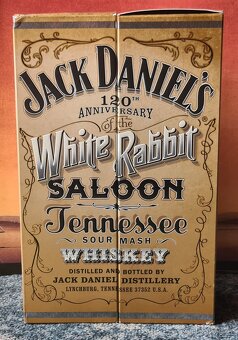 JACK DANIEL'S
120TH
ANNIVERSARY
of the
White Rabbit
SALOON
Tennessee
SOUR MASH
WHISKEY
DISTILLED AND BOTTLED BY
JACK DANIEL DISTILLERY
LYNCHBURG, TENNESSEE 37352 U.S.A.